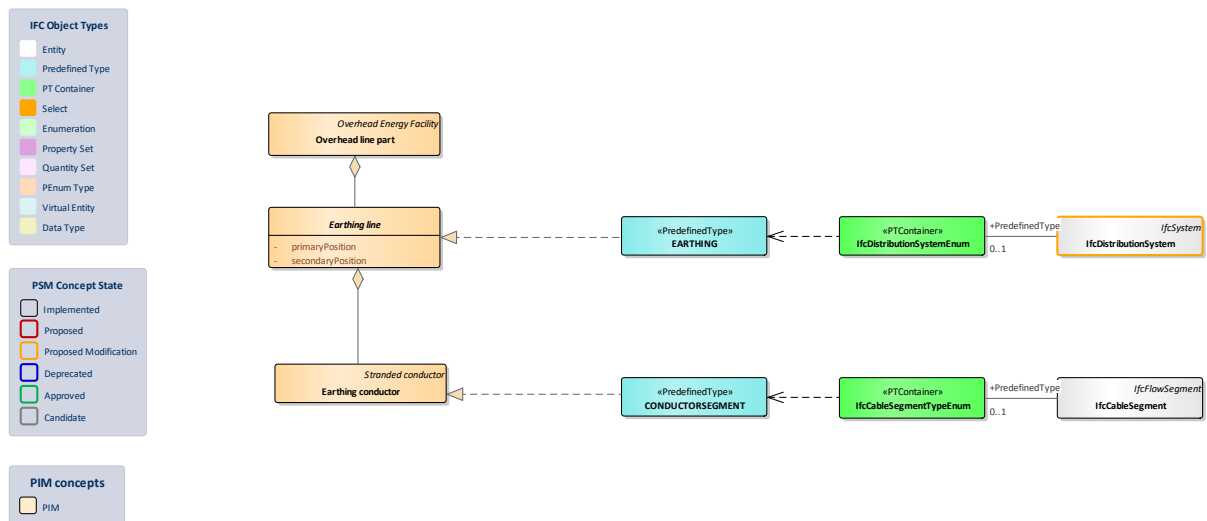 IFC Object Types
Entity
Predefined Type
PT Container
Select
Enumeration
Property Set
Quantity Set
PEnum Type
Virtual Entity
Data Type
PSM Concept State
Implemented
Proposed
Proposed Modification
Deprecated
Approved
Candidate
PIM concepts
PIM
Overhead Energy Facility
Overhead line part
Earthing line
- primaryPosition
- secondaryPosition
«PredefinedType»
EARTHING
«PTContainer»
IfcDistributionSystemEnum
+PredefinedType
0..1
IfcSystem
IfcDistributionSystem
Stranded conductor
Earthing conductor
«PredefinedType»
CONDUCTORSEGMENT
«PTContainer»
IfcCableSegmentTypeEnum
+PredefinedType
0..1
IfcFlowSegment
IfcCableSegment